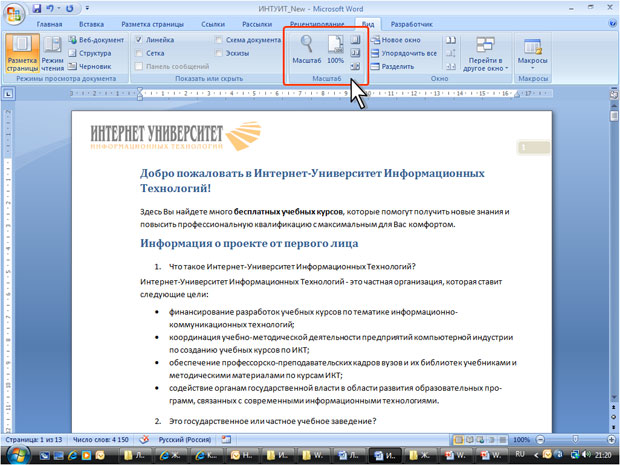 ИНТУИТ_New - Microsoft Word
Главная Вставка Разметка страницы Ссылки Рассылки Рецензирование Вид Разработчик
Разметка страницы
Режим чтения
Веб-документ
Структура
Черновик
Режимы просмотра документа
Линейка
Сетка
Панель сообщений
Схема документа
Эскизы
Показать или скрыть
Масштаб
100%
Масштаб
Новое окно
Упорядочить все
Разделить
Перейти в другое окно
Окно
Макросы
Макросы
ИНТЕРНЕТ УНИВЕРСИТЕТ
ИНФОРМАЦИОННЫХ ТЕХНОЛОГИЙ
1
Добро пожаловать в Интернет-Университет Информационных
Технологий!
Здесь Вы найдете много бесплатных учебных курсов, которые помогут получить новые знания и
повысить профессиональную квалификацию с максимальным для Вас комфортом.
Информация о проекте от первого лица
1. Что такое Интернет-Университет Информационных Технологий?
Интернет-Университет Информационных Технологий - это частная организация, которая ставит
следующие цели:
• финансирование разработок учебных курсов по тематике информационно-
коммуникационных технологий;
• координация учебно-методической деятельности предприятий компьютерной индустрии
по созданию учебных курсов по ИКТ;
• обеспечение профессорско-преподавательских кадров вузов и их библиотек учебниками и
методическими материалами по курсам ИКТ;
• содействие органам государственной власти в области развития образовательных про-
грамм, связанных с современными информационными технологиями.
2. Это государственное или частное учебное заведение?
Страница: 1 из 13 Число слов: 4 150 Русский (Россия) 100%
RU 21:20